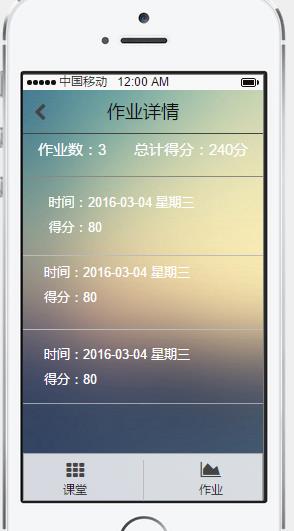 中国移动 12:00 AM
作业详情
作业数：3 总计得分：240分
时间：2016-03-04 星期三
得分：80
时间：2016-03-04 星期三
得分：80
时间：2016-03-04 星期三
得分：80
课堂 作业